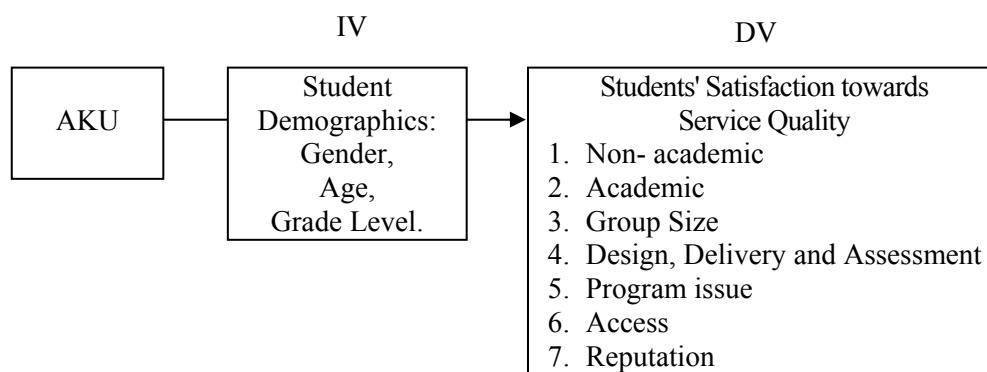 IV
DV
AKU
Student
Demographics:
Gender,
Age,
Grade Level.
Students' Satisfaction towards
Service Quality
1. Non- academic
2. Academic
3. Group Size
4. Design, Delivery and Assessment
5. Program issue
6. Access
7. Reputation